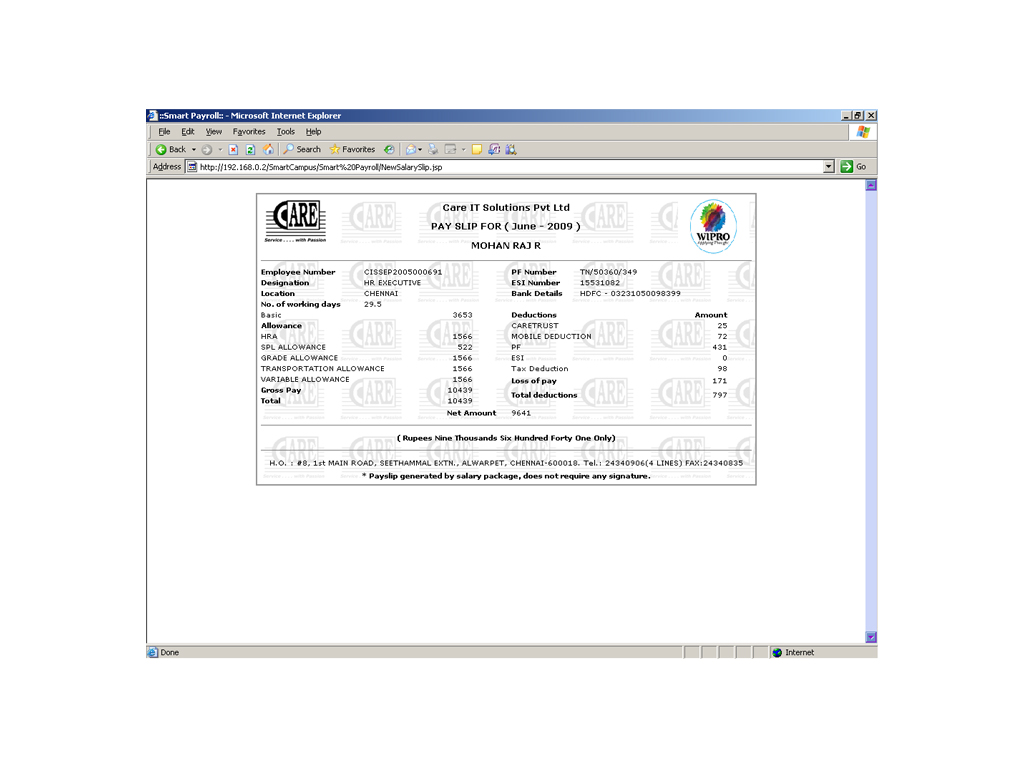 ::Smart Payroll:: - Microsoft Internet Explorer
File Edit View Favorites Tools Help
Back Search Favorites
Address http://192.168.0.2/SmartCampus/Smart%20Payroll/NewSalarySlip.jsp Go
CARE
Service .... with Passion
Care IT Solutions Pvt Ltd
PAY SLIP FOR ( June - 2009 )
MOHAN RAJ R
WIPRO
Applying Thought
Employee Number CISSEP2005000691 PF Number TN/50360/349
Designation HR EXECUTIVE ESI Number 15531082
Location CHENNAI Bank Details HDFC - 03231050098399
No. of working days 29.5
Basic 3653 Deductions Amount
Allowance CARETRUST 25
HRA 1566 MOBILE DEDUCTION 72
SPL ALLOWANCE 522 PF 431
GRADE ALLOWANCE 1566 ESI 0
TRANSPORTATION ALLOWANCE 1566 Tax Deduction 98
VARIABLE ALLOWANCE 1566 Loss of pay 171
Gross Pay 10439 Total deductions 797
Total 10439
Net Amount 9641
( Rupees Nine Thousands Six Hundred Forty One Only)
H.O. : #8, 1st MAIN ROAD, SEETHAMMAL EXTN., ALWARPET, CHENNAI-600018. Tel.: 24340906(4 LINES) FAX:24340835
* Payslip generated by salary package, does not require any signature.
Done Internet